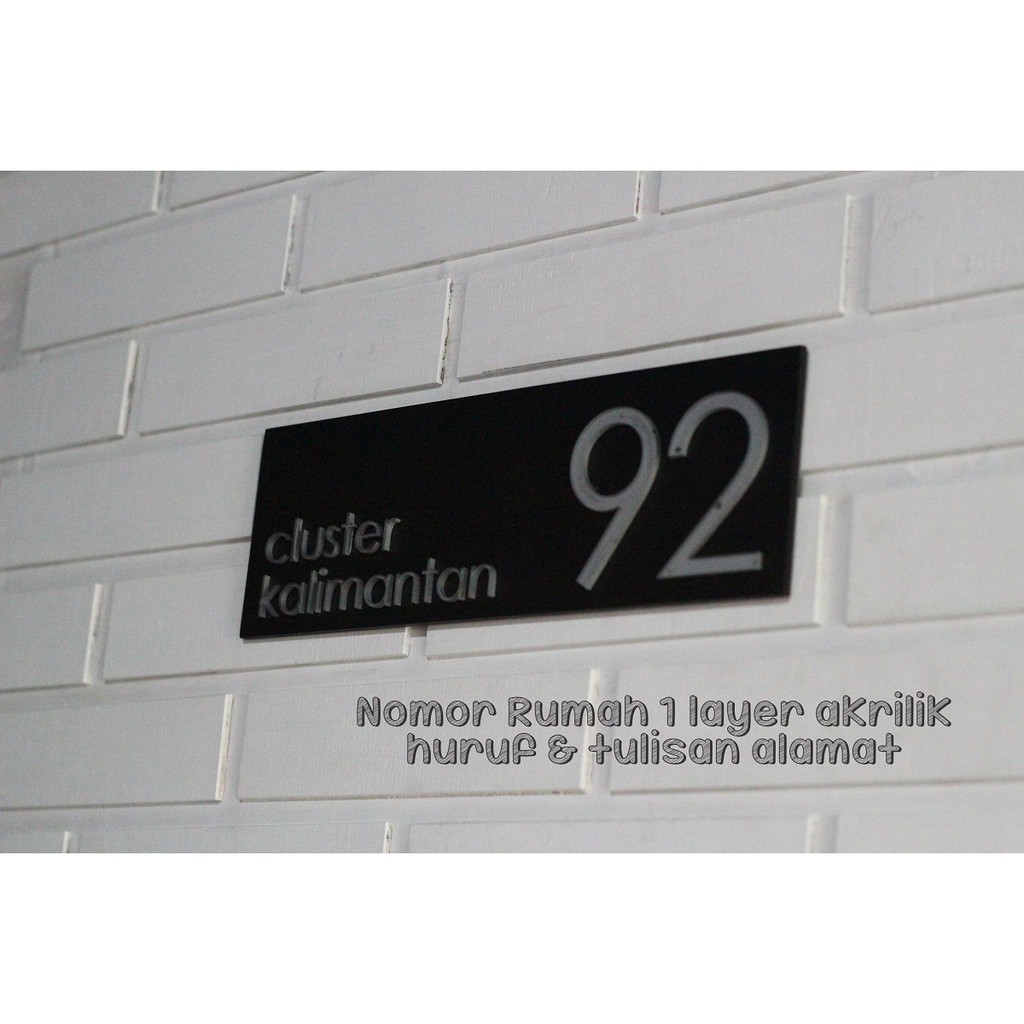 92
cluster
kalimantan
Nomor Rumah 1 layer akrilik
huruf & tulisan alamat